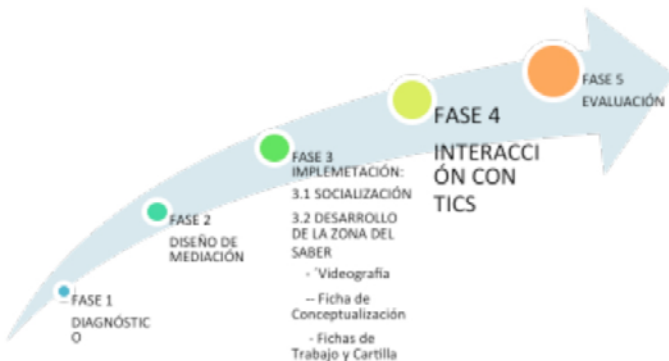 FASE 1
DIAGNÓSTIC
O
FASE 2
DISEÑO DE
MEDIACIÓN
FASE 3
IMPLEMETACIÓN:
3.1 SOCIALIZACIÓN
3.2 DESARROLLO
DE LA ZONA DEL
SABER
- ´Videografía
-- Ficha de
Conceptualización
- Fichas de
Trabajo y Cartilla
FASE 4
INTERACCI
ÓN CON
TICS
FASE 5
EVALUACIÓN